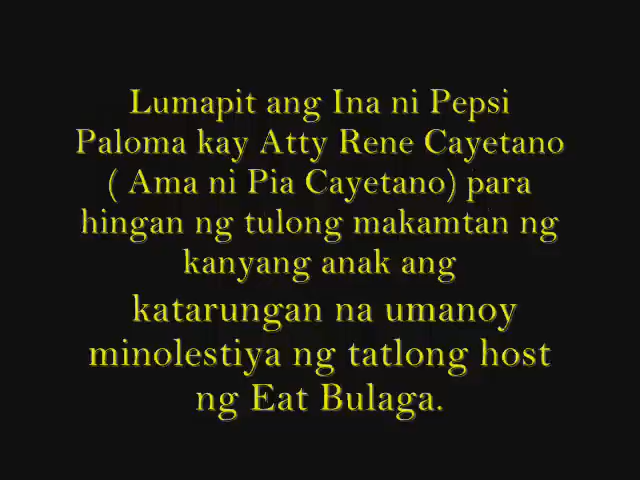 Lumapit ang Ina ni Pepsi
Paloma kay Atty Rene Cayetano
( Ama ni Pia Cayetano) para
hingan ng tulong makamtan ng
kanyang anak ang
katarungan na umanoy
minolestiya ng tatlong host
ng Eat Bulaga.